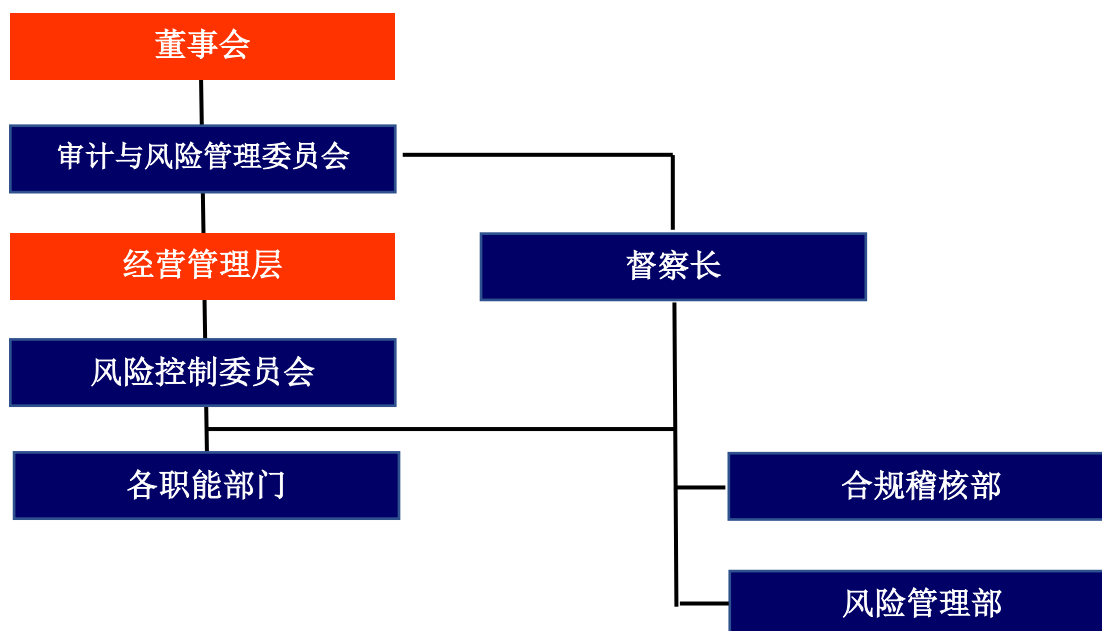 董事会
审计与风险管理委员会
经营管理层
督察长
风险控制委员会
各职能部门
合规稽核部
风险管理部